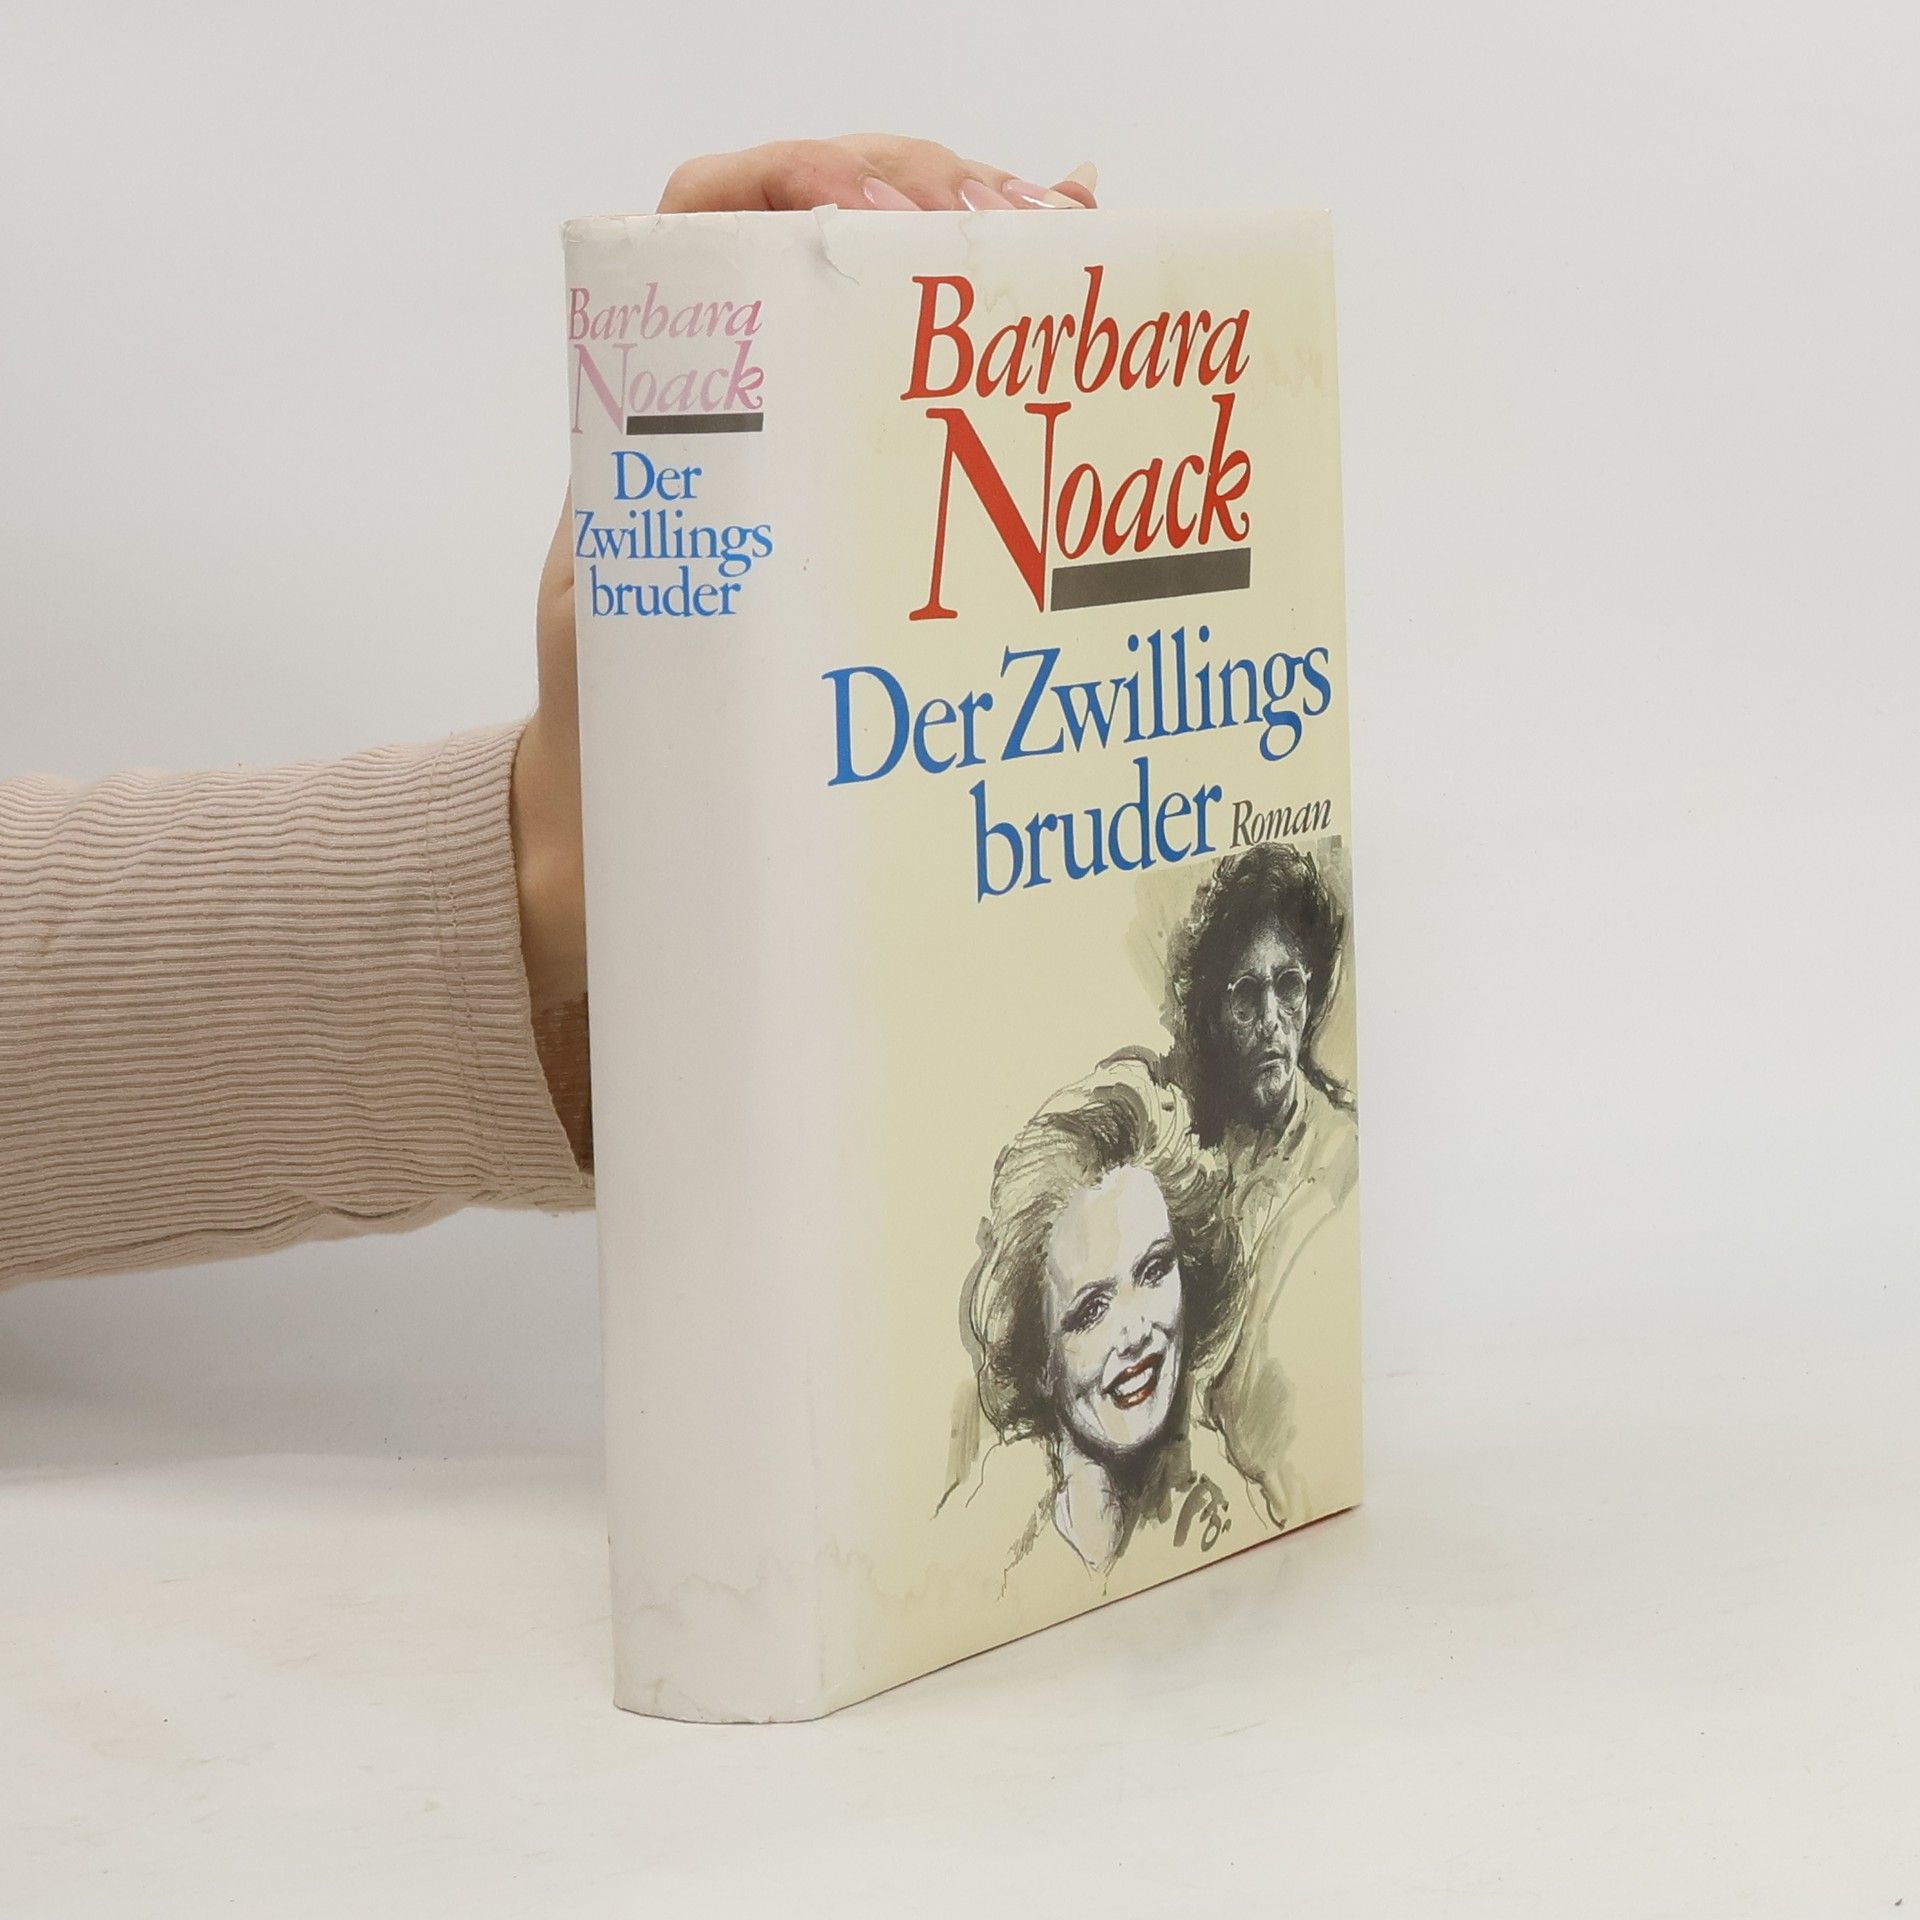 Barbara
Noack
Der
Zwillings
bruder
Barbara
Noack
Der Zwillings
bruder Roman